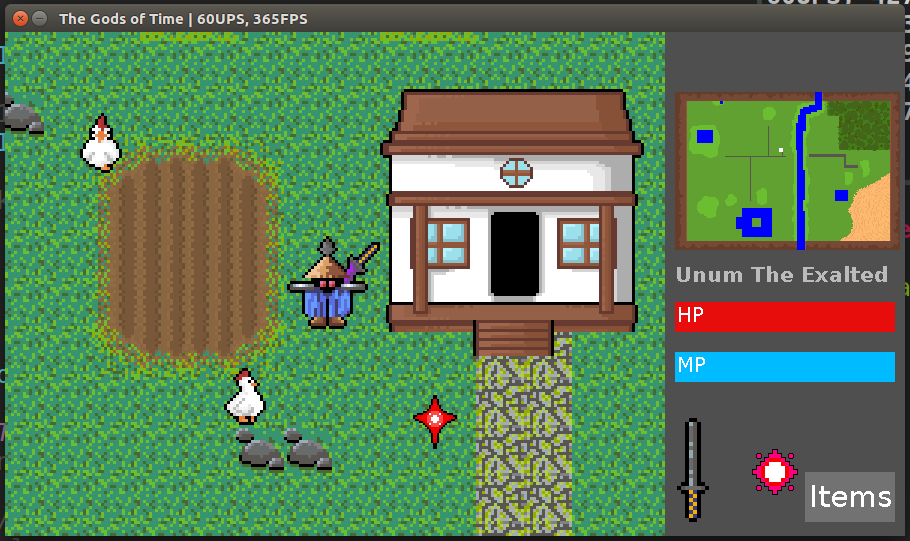 The Gods of Time | 60UPS, 365FPS
Unum The Exalted
HP
MP
Items